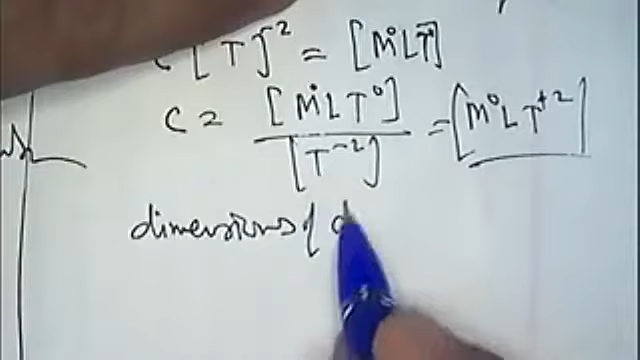 [T]² = [M⁰LT⁰]
C = [M⁰LT⁰] / [T⁻²] = [M⁰LT⁺²]
dimensions of